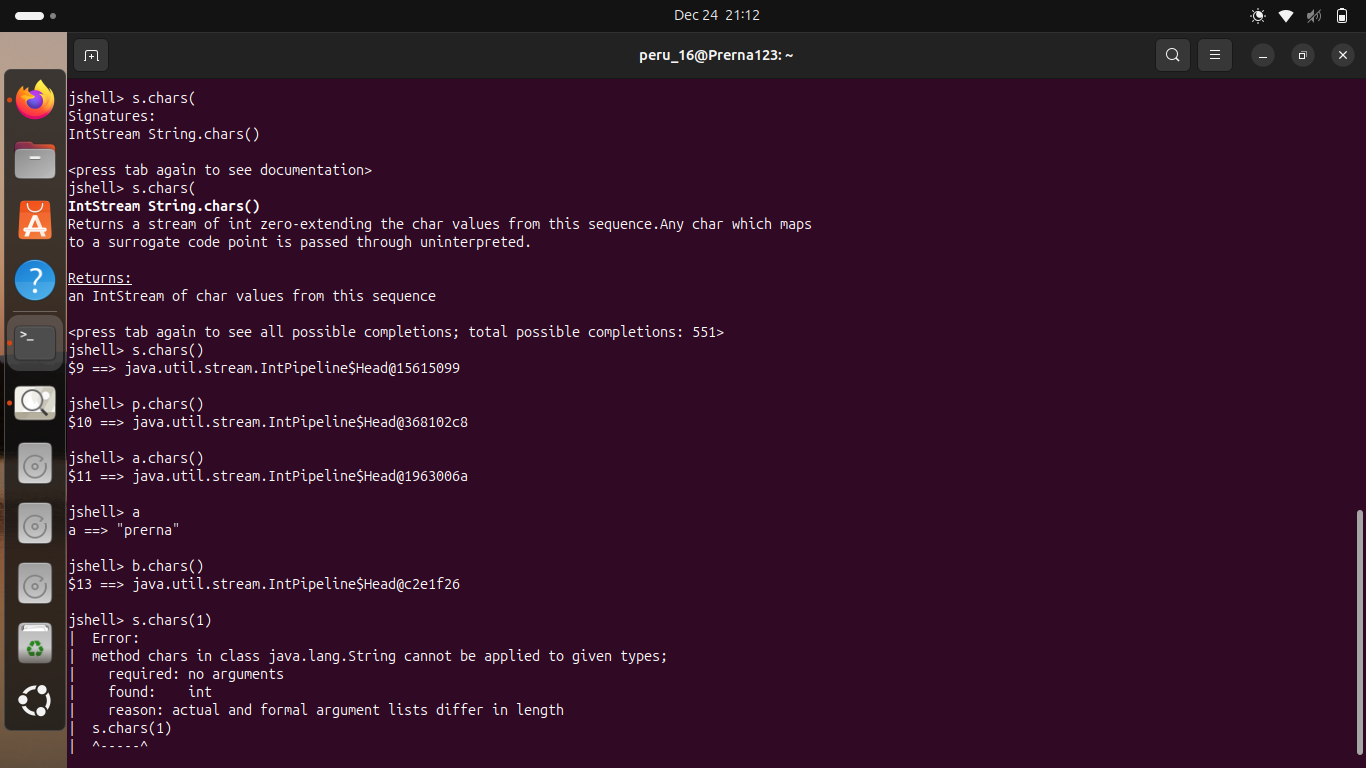 Dec 24 21:12
peru_16@Prerna123: ~
jshell> s.chars(
Signatures:
IntStream String.chars()
<press tab again to see documentation>
jshell> s.chars(
IntStream String.chars()
Returns a stream of int zero-extending the char values from this sequence.Any char which maps
to a surrogate code point is passed through uninterpreted.
Returns:
an IntStream of char values from this sequence
<press tab again to see all possible completions; total possible completions: 551>
jshell> s.chars()
$9 ==> java.util.stream.IntPipeline$Head@15615099
jshell> p.chars()
$10 ==> java.util.stream.IntPipeline$Head@368102c8
jshell> a.chars()
$11 ==> java.util.stream.IntPipeline$Head@1963006a
jshell> a
a ==> "prerna"
jshell> b.chars()
$13 ==> java.util.stream.IntPipeline$Head@c2e1f26
jshell> s.chars(1)
|  Error:
|  method chars in class java.lang.String cannot be applied to given types;
|    required: no arguments
|    found:    int
|    reason: actual and formal argument lists differ in length
|  s.chars(1)
|  ^-----^